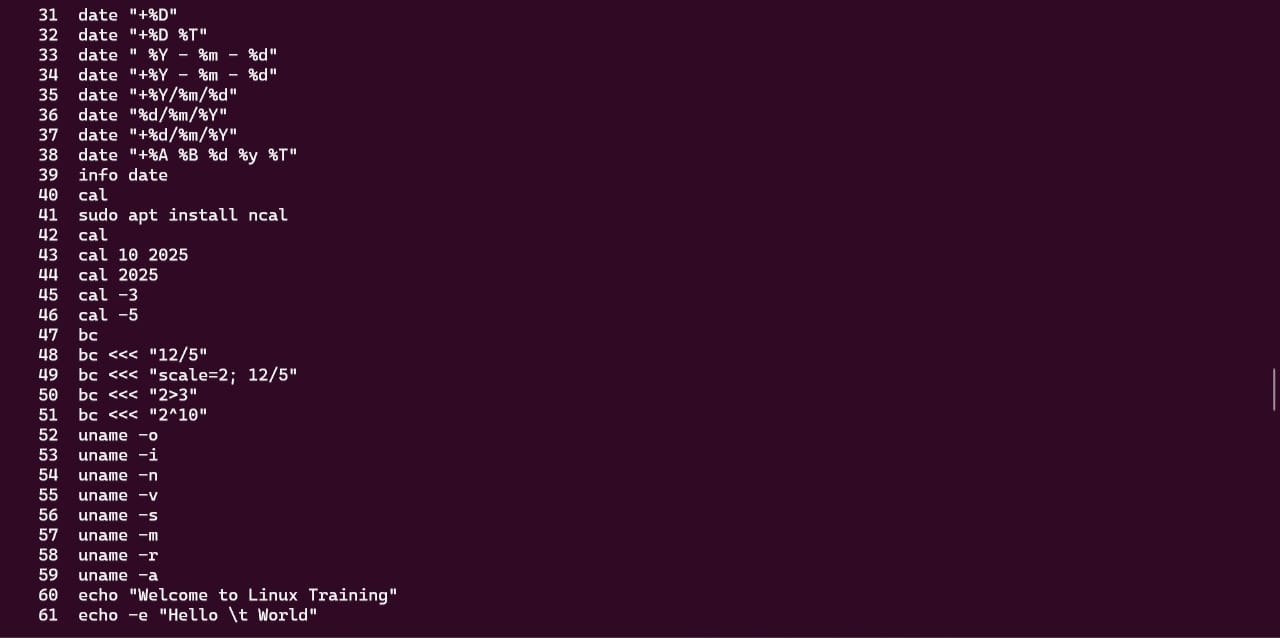 31 date "+%D"
32 date "+%D %T"
33 date " %Y - %m - %d"
34 date "+%Y - %m - %d"
35 date "+%Y/%m/%d"
36 date "%d/%m/%Y"
37 date "+%d/%m/%Y"
38 date "+%A %B %d %y %T"
39 info date
40 cal
41 sudo apt install ncal
42 cal
43 cal 10 2025
44 cal 2025
45 cal -3
46 cal -5
47 bc
48 bc <<< "12/5"
49 bc <<< "scale=2; 12/5"
50 bc <<< "2>3"
51 bc <<< "2^10"
52 uname -o
53 uname -i
54 uname -n
55 uname -v
56 uname -s
57 uname -m
58 uname -r
59 uname -a
60 echo "Welcome to Linux Training"
61 echo -e "Hello \t World"